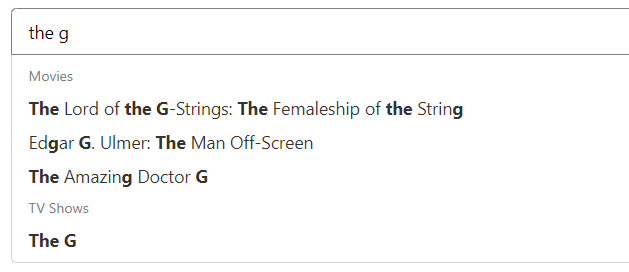 the g
Movies
The Lord of the G-Strings: The Femaleship of the String
Edgar G. Ulmer: The Man Off-Screen
The Amazing Doctor G
TV Shows
The G